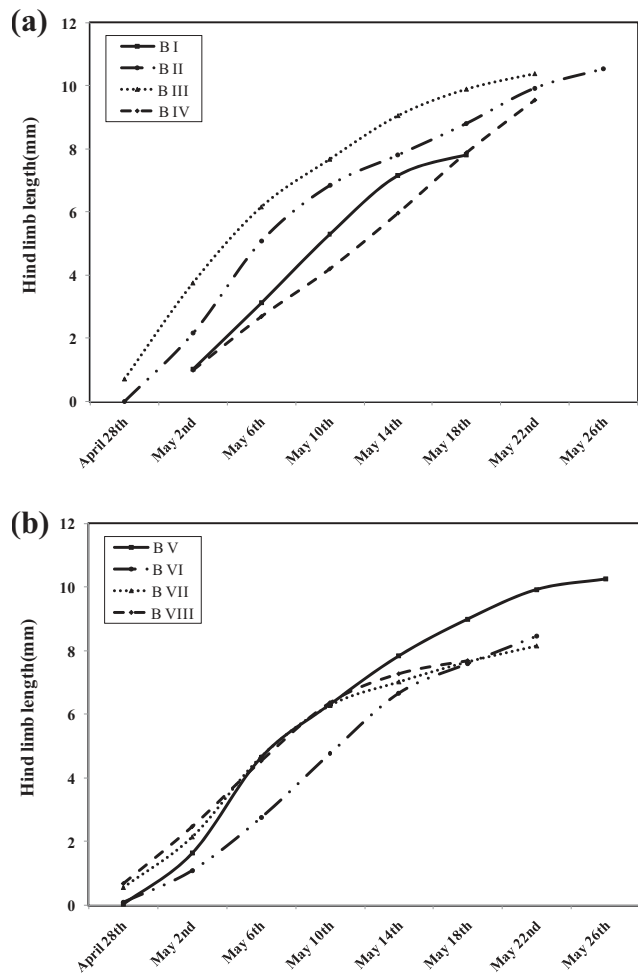 (a)
12
10
8
6
4
2
0
Hind limb length(mm)
B I
B II
B III
B IV
April 28th
May 2nd
May 6th
May 10th
May 14th
May 18th
May 22nd
May 26th
(b)
12
10
8
6
4
2
0
Hind limb length(mm)
B V
B VI
B VII
B VIII
April 28th
May 2nd
May 6th
May 10th
May 14th
May 18th
May 22nd
May 26th